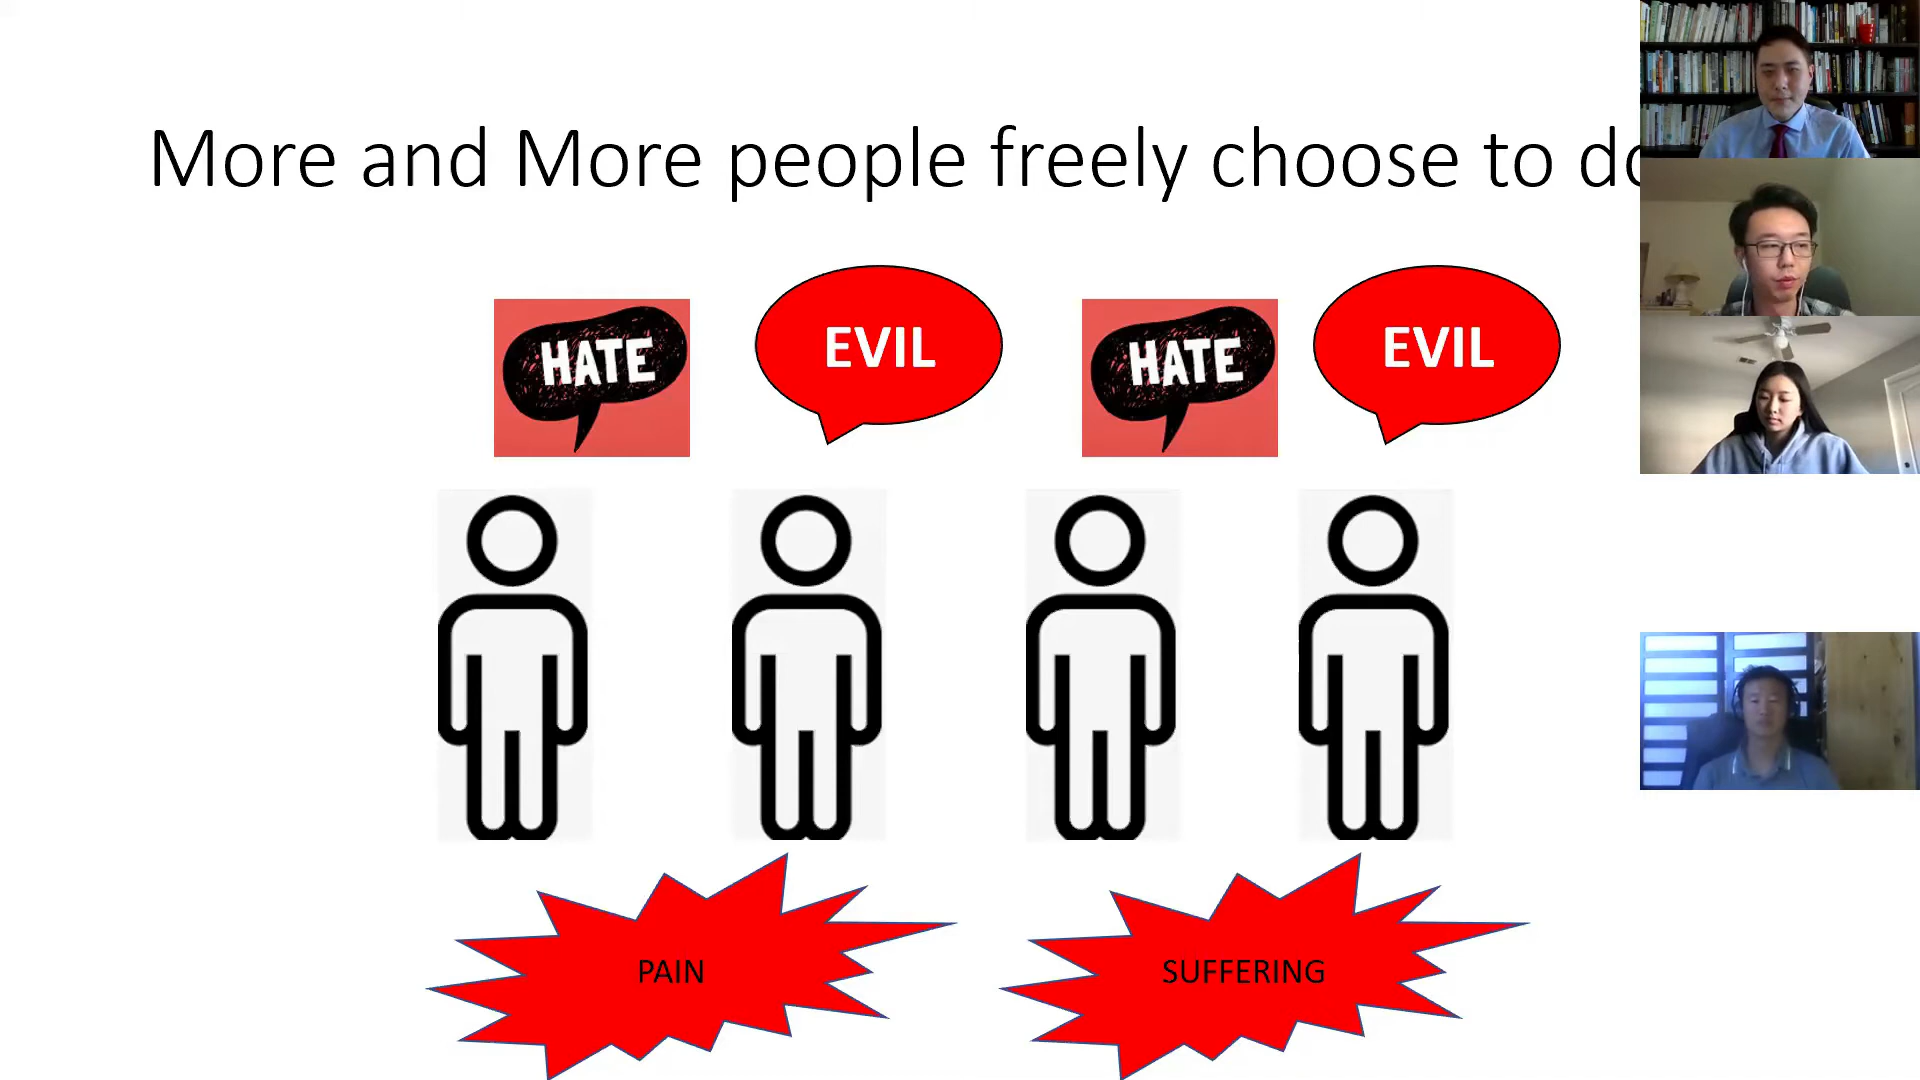 More and More people freely choose to do
HATE
EVIL
HATE
EVIL
PAIN
SUFFERING